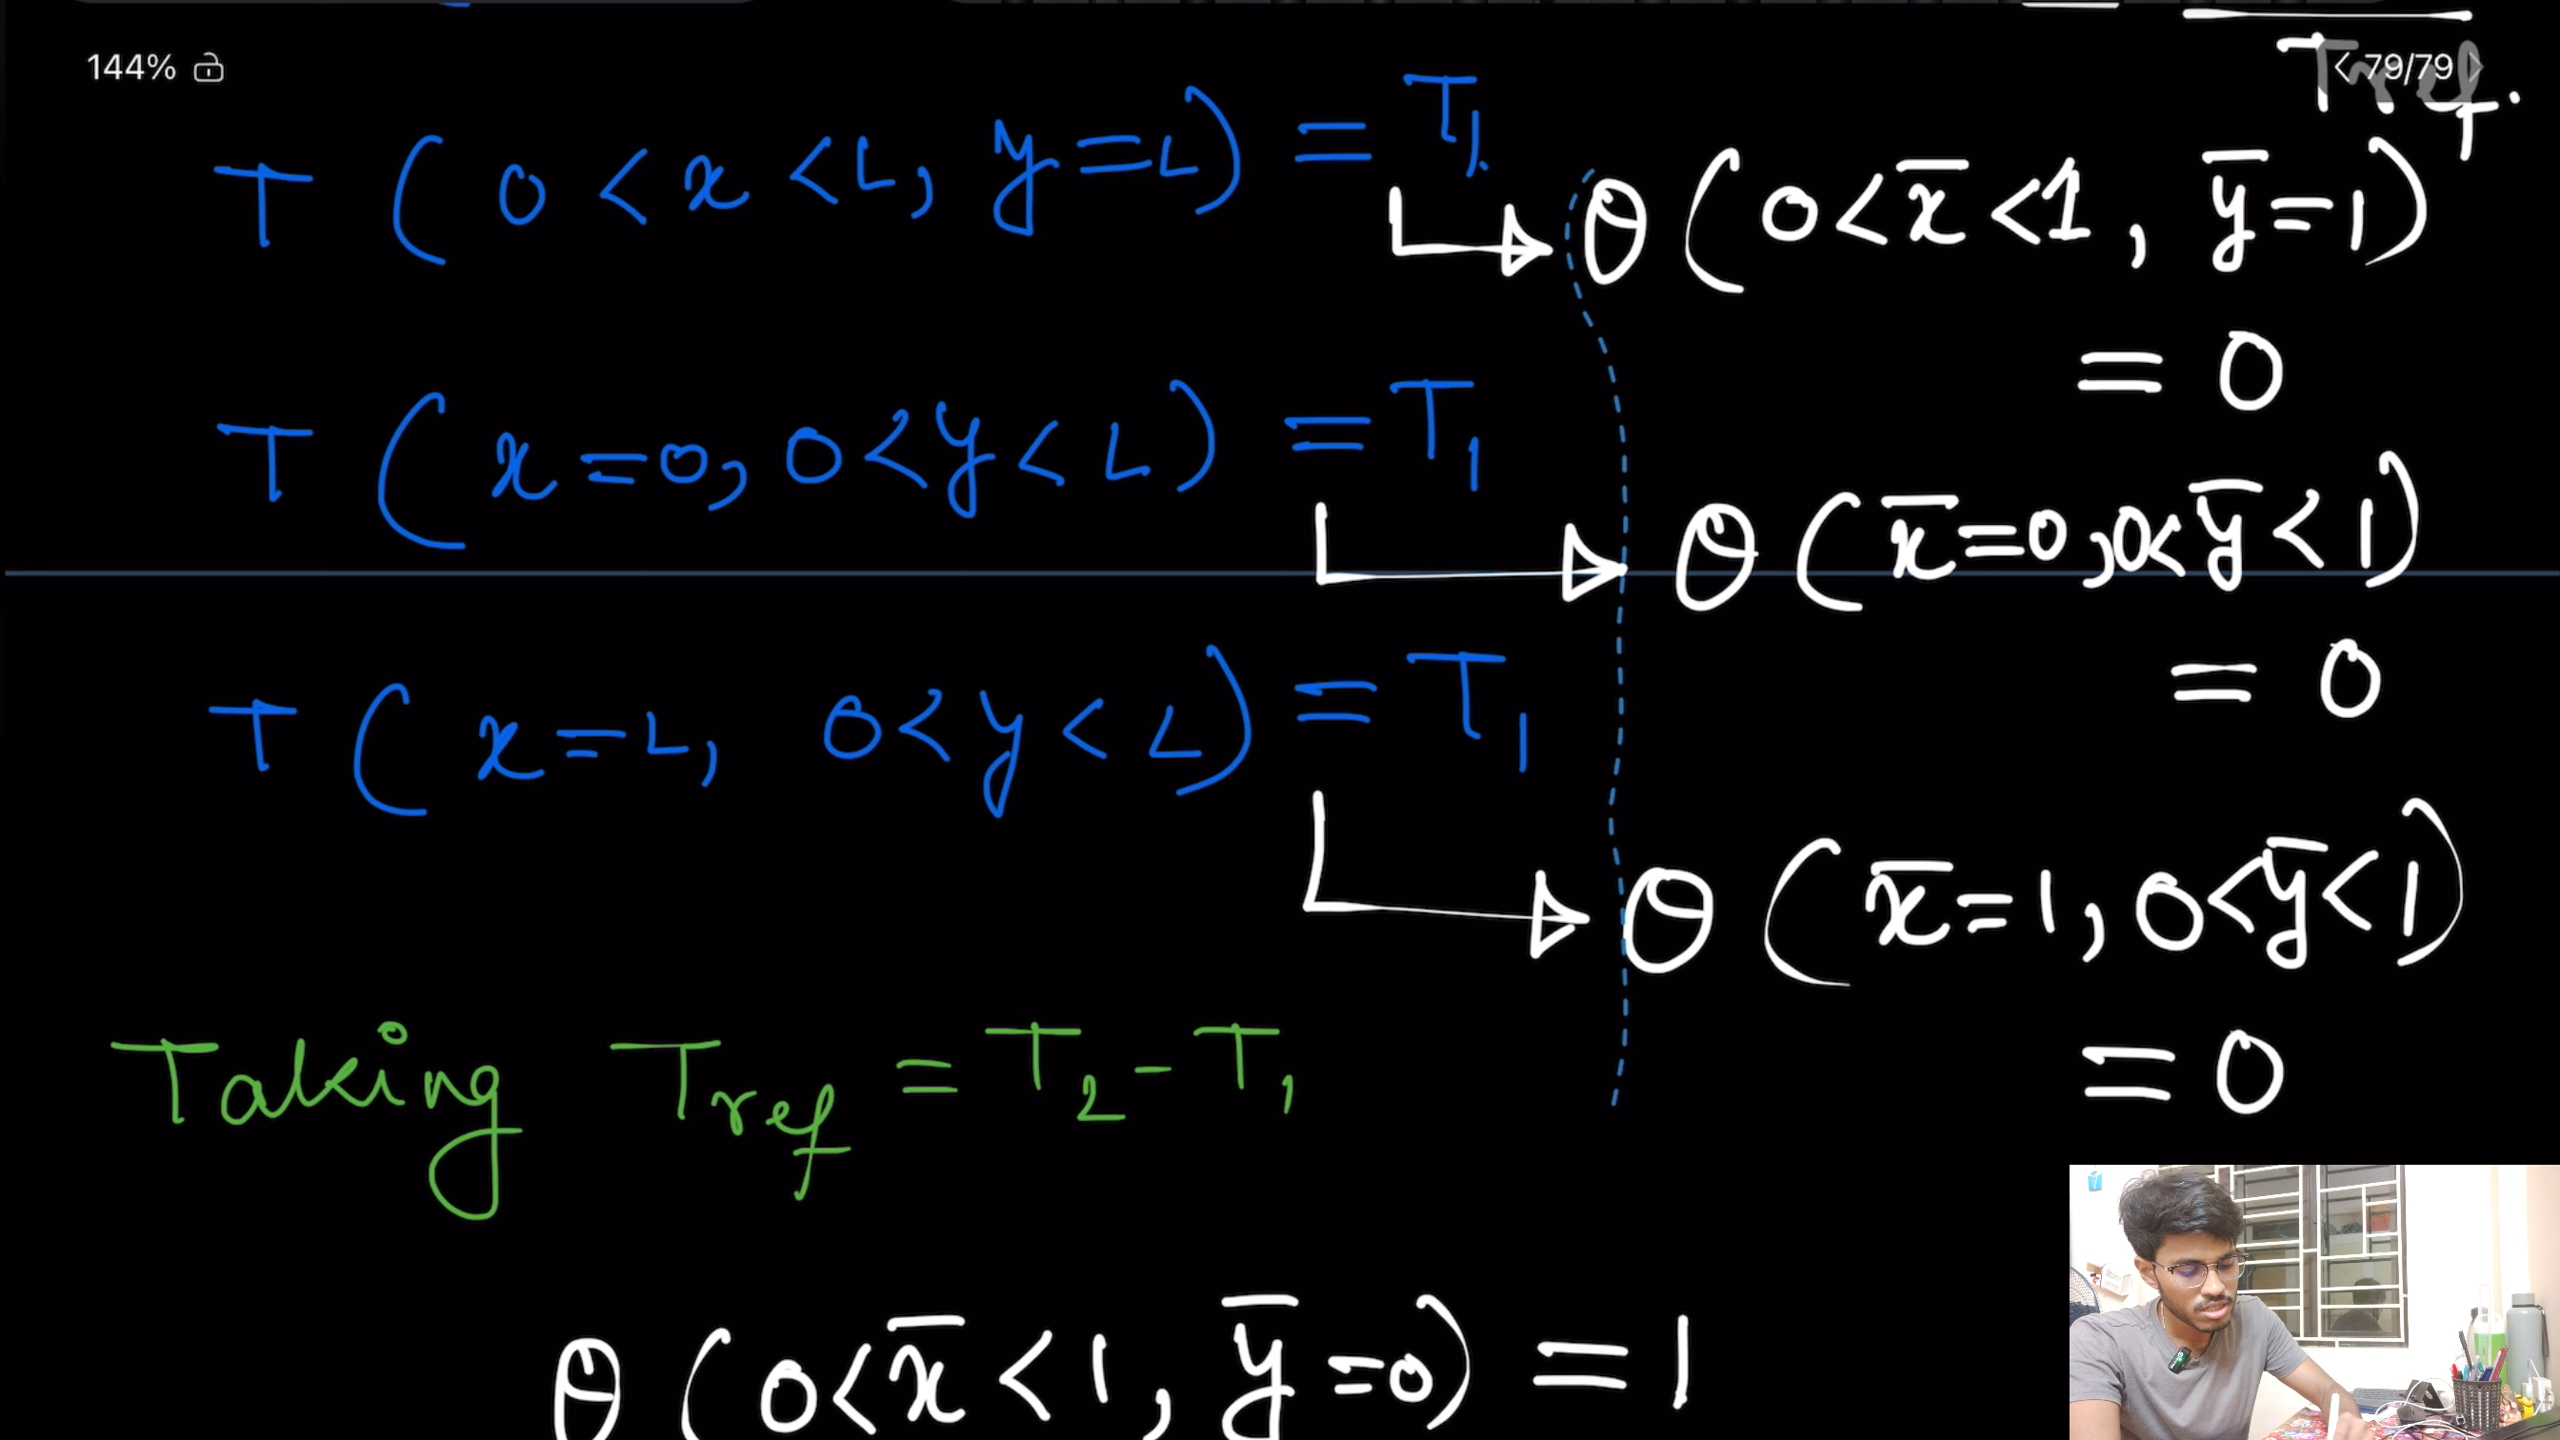 144%
Tref.
< 79/79 >
T ( 0 < x < L, y = L ) = T₁
θ ( 0 < x̅ < 1 , y̅ = 1 )
= 0
T ( x = 0, 0 < y < L ) = T₁
θ ( x̅ = 0 , 0 < y̅ < 1 )
= 0
T ( x = L, 0 < y < L ) = T₁
θ ( x̅ = 1 , 0 < y̅ < 1 )
= 0
Taking Tref = T₂ - T₁
θ ( 0 < x̅ < 1 , y̅ = 0 ) = 1